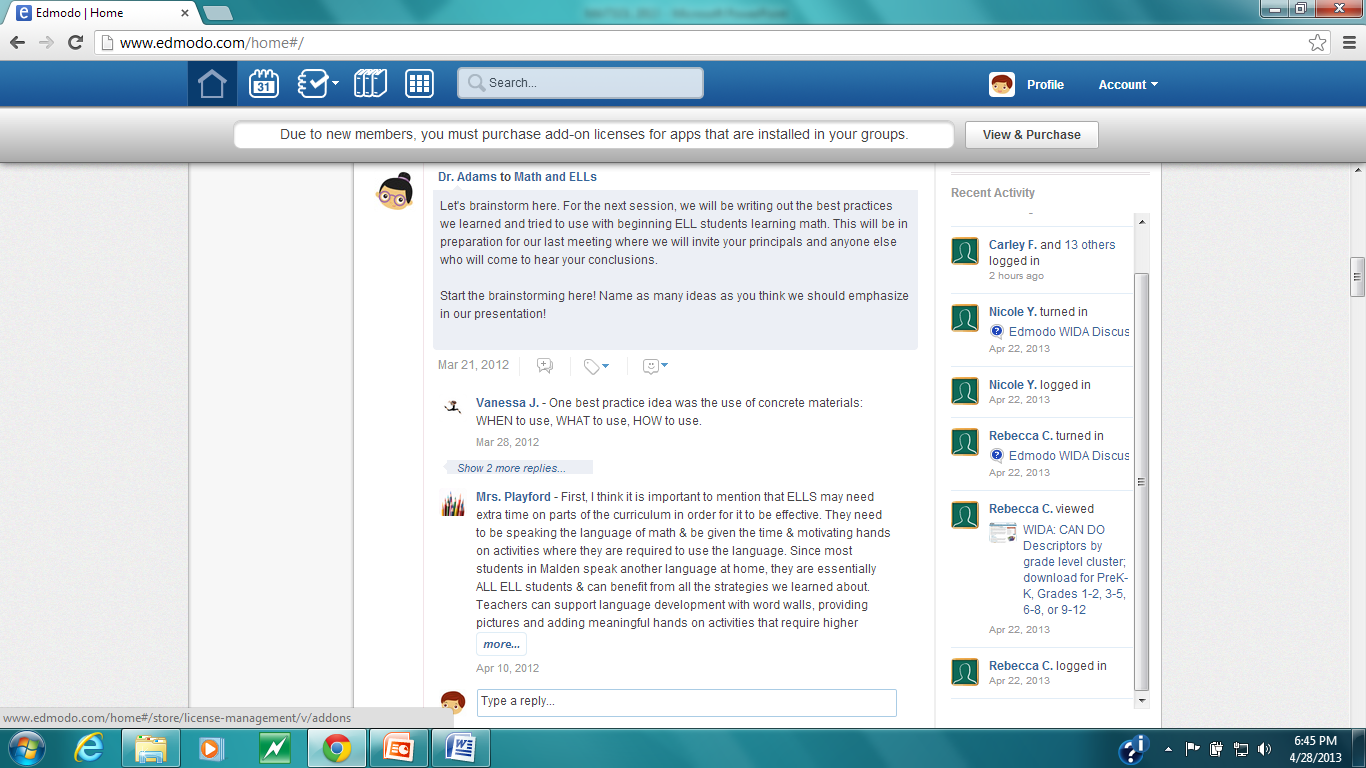 Edmodo | Home
www.edmodo.com/home#/
31
Search...
Profile
Account
Due to new members, you must purchase add-on licenses for apps that are installed in your groups.
View & Purchase
Dr. Adams to Math and ELLs
Let's brainstorm here. For the next session, we will be writing out the best practices
we learned and tried to use with beginning ELL students learning math. This will be in
preparation for our last meeting where we will invite your principals and anyone else
who will come to hear your conclusions.
Start the brainstorming here! Name as many ideas as you think we should emphasize
in our presentation!
Mar 21, 2012
Vanessa J. - One best practice idea was the use of concrete materials:
WHEN to use, WHAT to use, HOW to use.
Mar 28, 2012
Show 2 more replies...
Mrs. Playford - First, I think it is important to mention that ELLS may need
extra time on parts of the curriculum in order for it to be effective. They need
to be speaking the language of math & be given the time & motivating hands
on activities where they are required to use the language. Since most
students in Malden speak another language at home, they are essentially
ALL ELL students & can benefit from all the strategies we learned about.
Teachers can support language development with word walls, providing
pictures and adding meaningful hands on activities that require higher
more...
Apr 10, 2012
Type a reply...
Recent Activity
Carley F. and 13 others
logged in
2 hours ago
Nicole Y. turned in
Edmodo WIDA Discus
Apr 22, 2013
Nicole Y. logged in
Apr 22, 2013
Rebecca C. turned in
Edmodo WIDA Discus
Apr 22, 2013
Rebecca C. viewed
WIDA: CAN DO
Descriptors by
grade level cluster;
download for PreK-
K, Grades 1-2, 3-5,
6-8, or 9-12
Apr 22, 2013
Rebecca C. logged in
Apr 22, 2013
www.edmodo.com/home#/store/license-management/v/addons
6:45 PM
4/28/2013